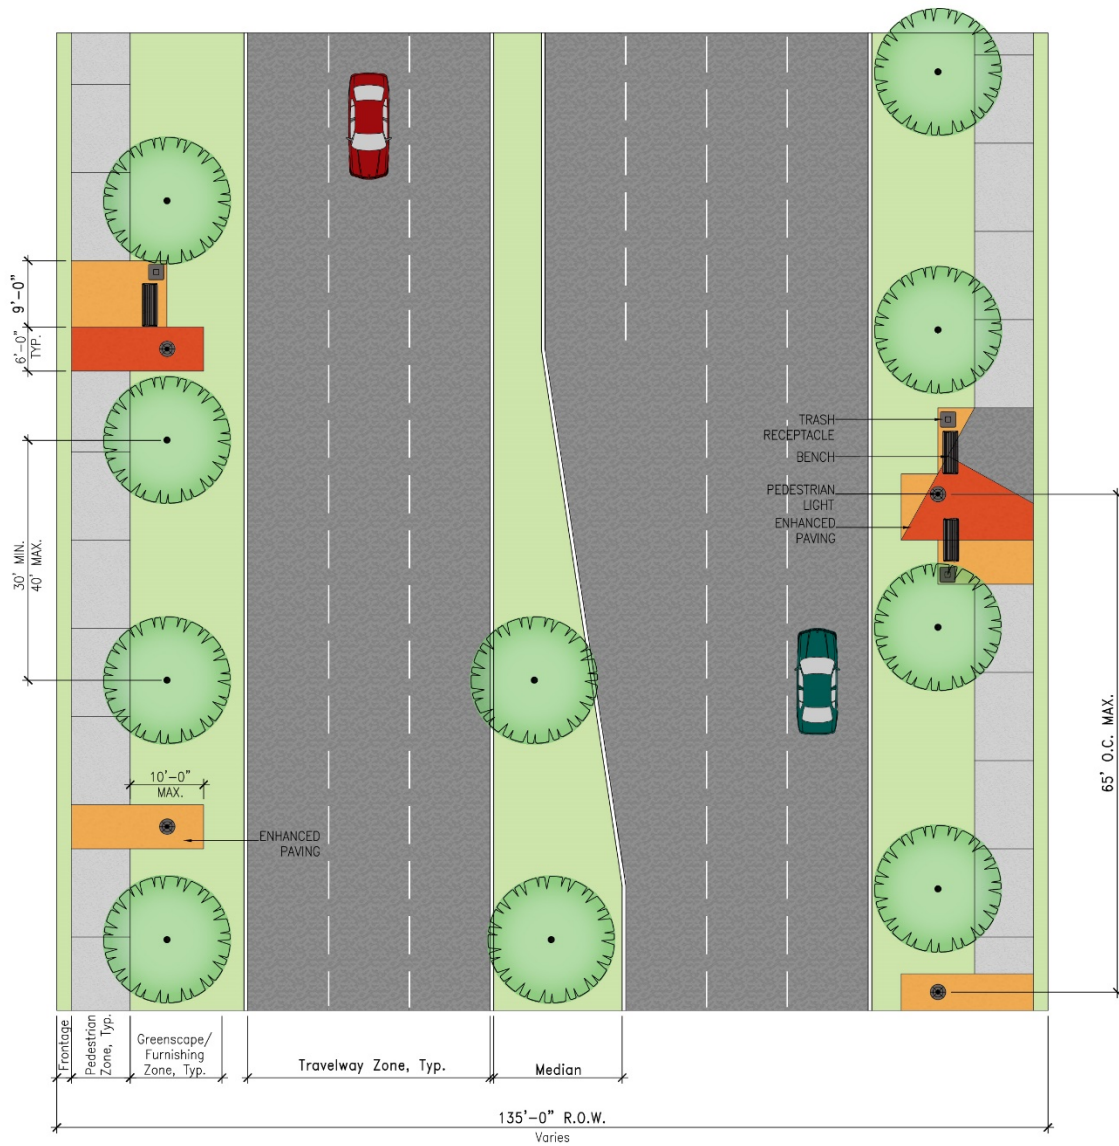 9'-0"
6'-0"
TYP.
30' MIN.
40' MAX.
10'-0"
MAX.
ENHANCED
PAVING
TRASH
RECEPTACLE
BENCH
PEDESTRIAN
LIGHT
ENHANCED
PAVING
65' O.C. MAX.
Frontage
Pedestrian
Zone, Typ.
Greenscape/
Furnishing
Zone, Typ.
Travelway Zone, Typ.
Median
135'-0" R.O.W.
Varies